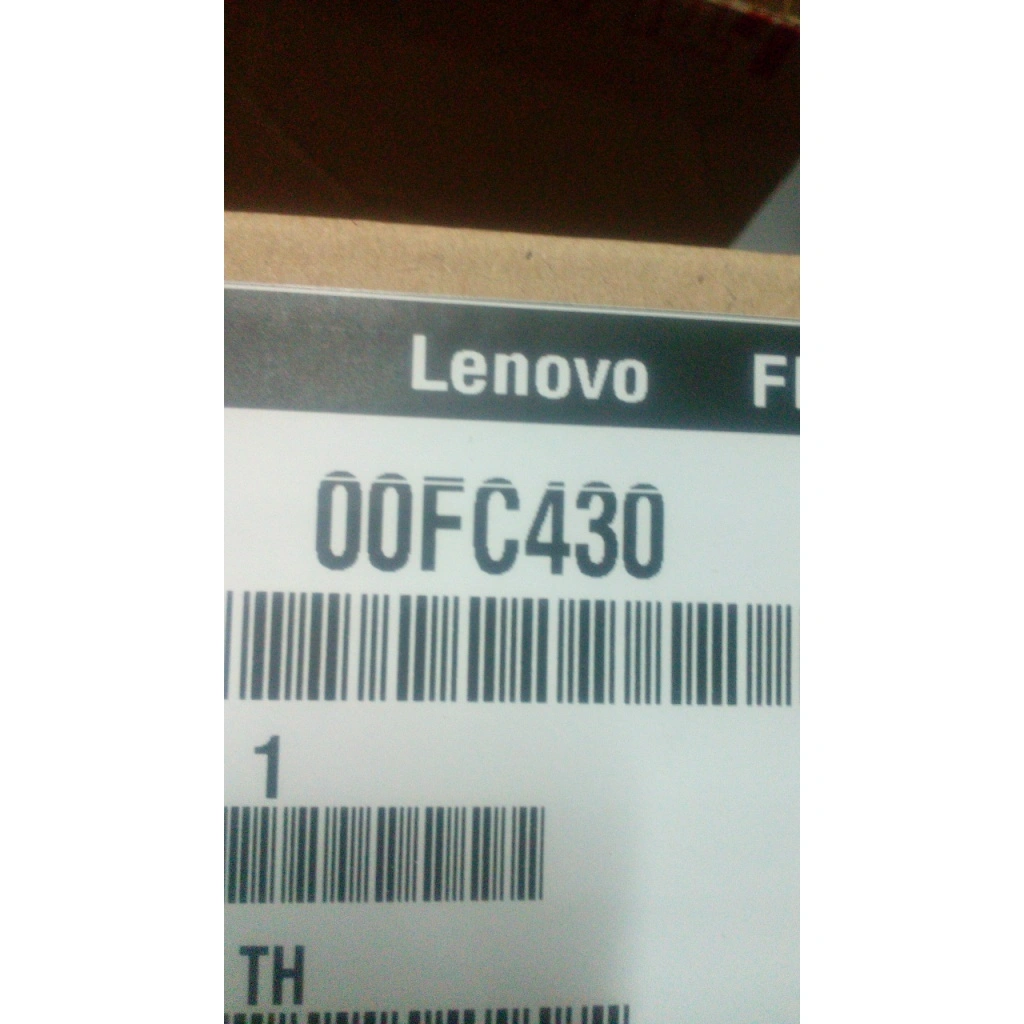 Lenovo
00FC430
1
TH